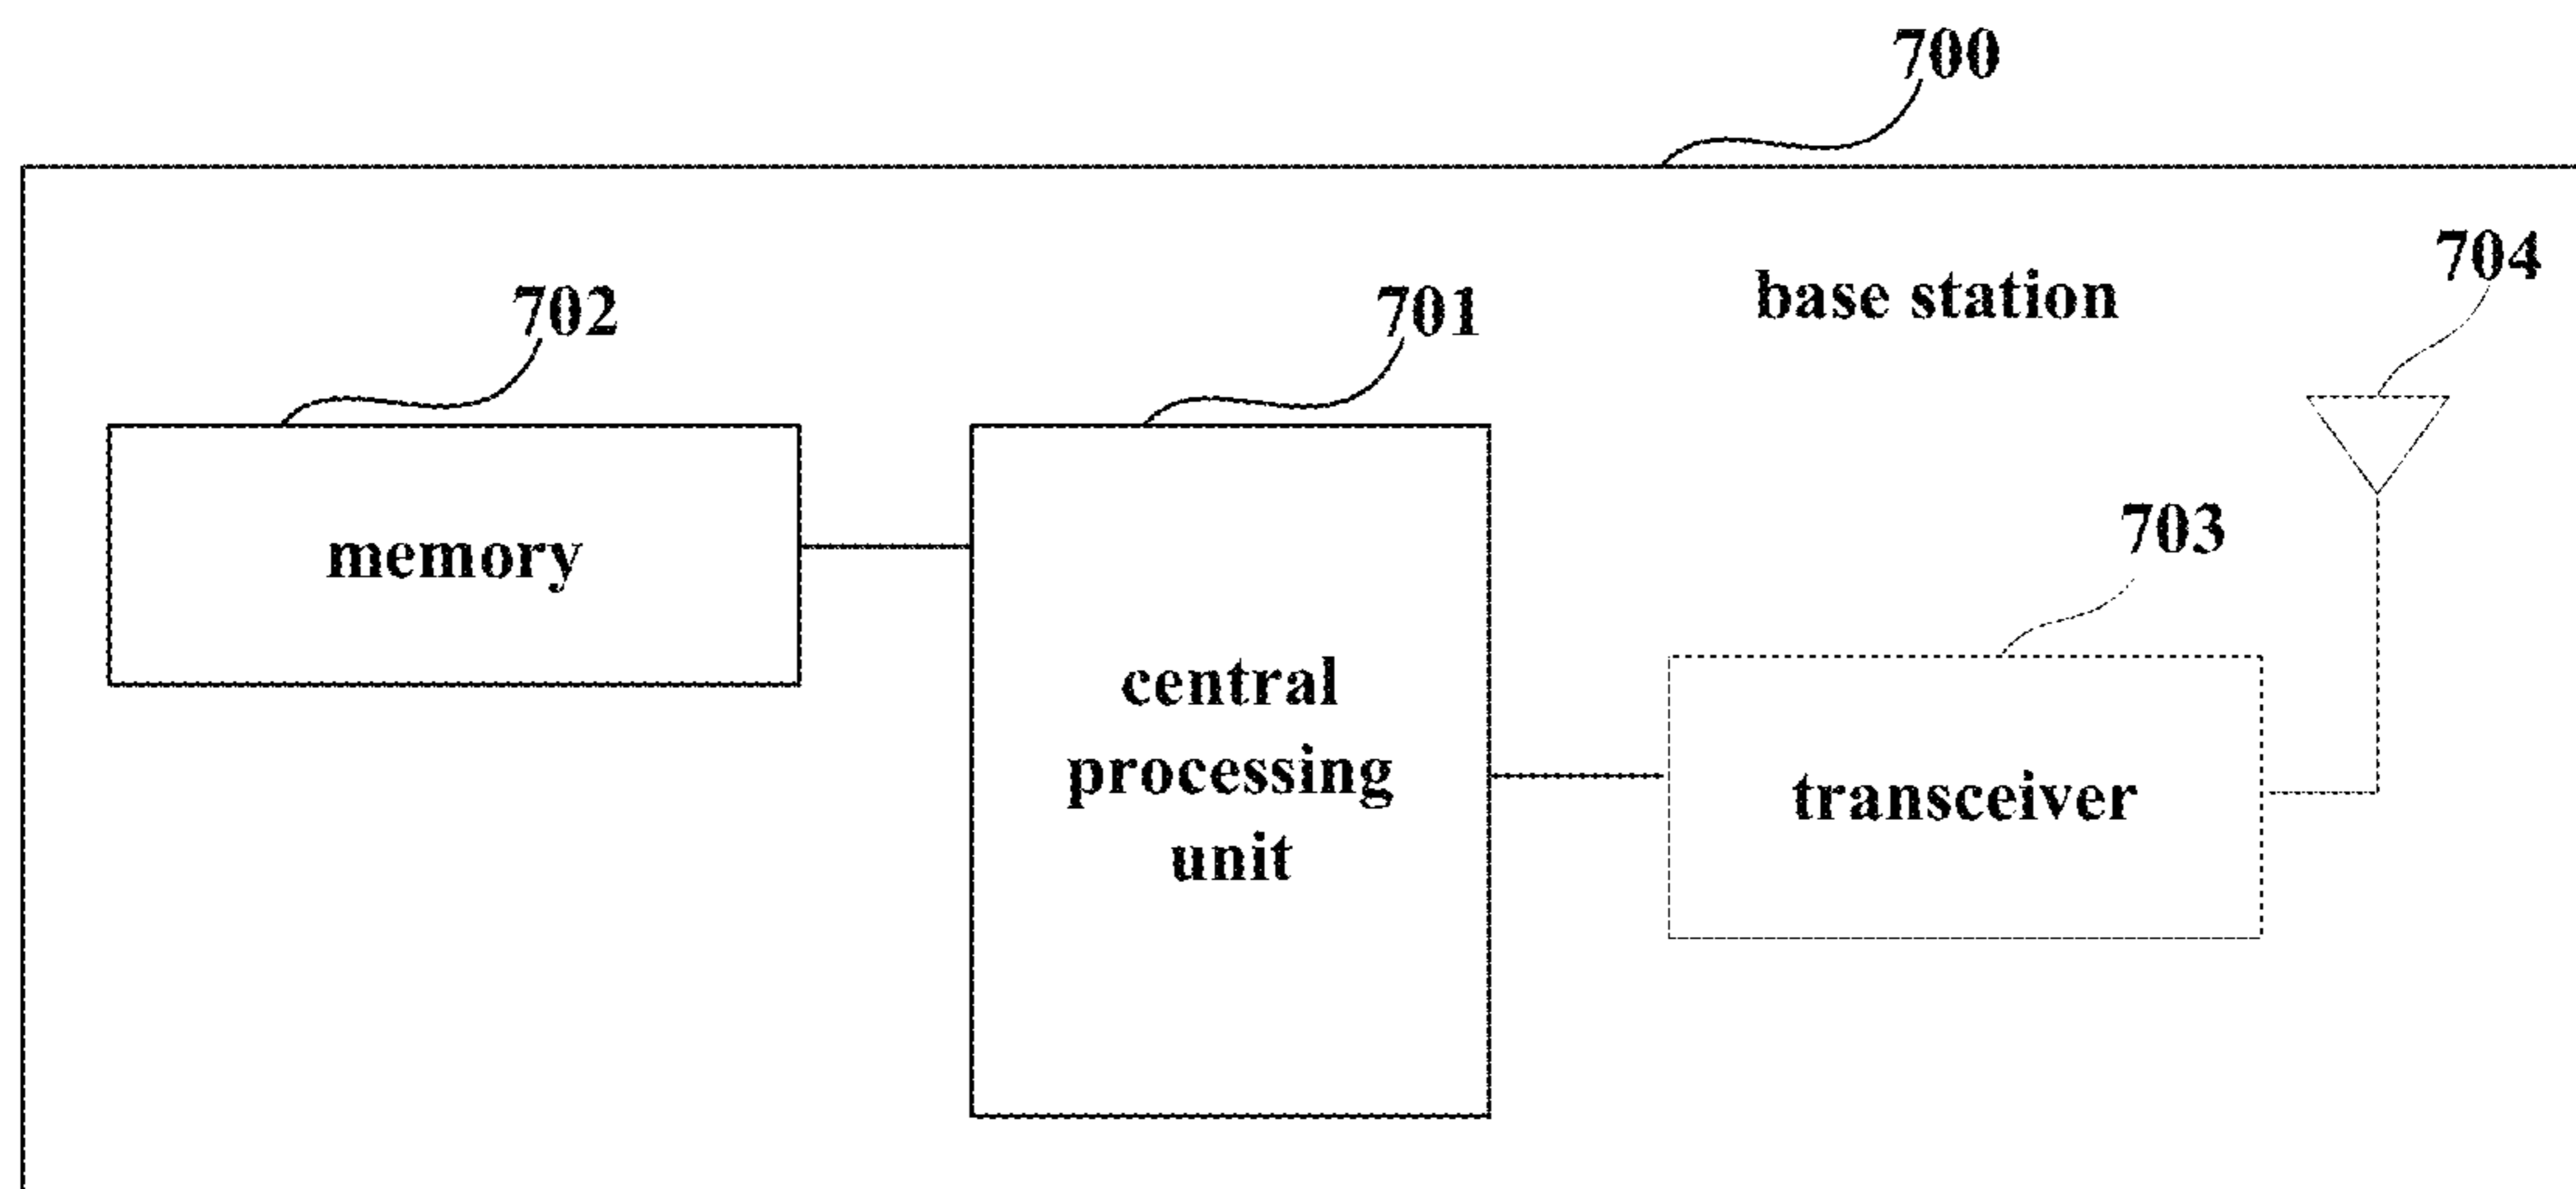 700
704
base station
702
701
703
memory
central
processing
unit
transceiver